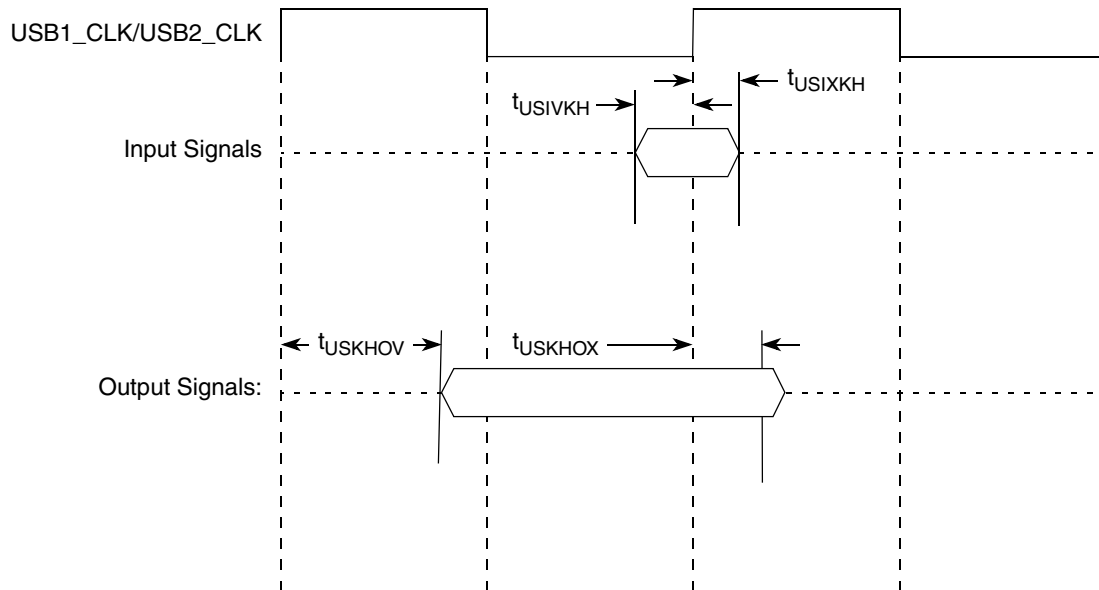 USB1_CLK/USB2_CLK
tUSIXKH
tUSIVKH
Input Signals
tUSKHOV
tUSKHOX
Output Signals: